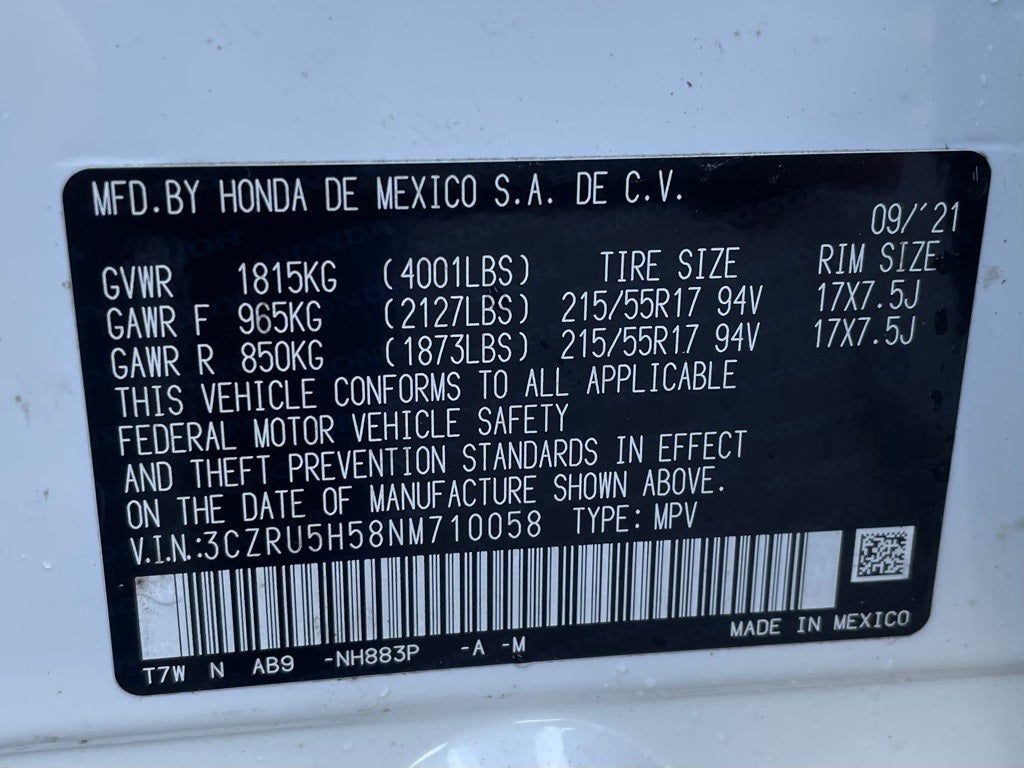 MFD.BY HONDA DE MEXICO S.A. DE C.V.
09/'21
GVWR 1815KG (4001LBS) TIRE SIZE RIM SIZE
GAWR F 965KG (2127LBS) 215/55R17 94V 17X7.5J
GAWR R 850KG (1873LBS) 215/55R17 94V 17X7.5J
THIS VEHICLE CONFORMS TO ALL APPLICABLE
FEDERAL MOTOR VEHICLE SAFETY
AND THEFT PREVENTION STANDARDS IN EFFECT
ON THE DATE OF MANUFACTURE SHOWN ABOVE.
V.I.N.:3CZRU5H58NM710058 TYPE: MPV
MADE IN MEXICO
T7W N AB9 -NH883P -A -M